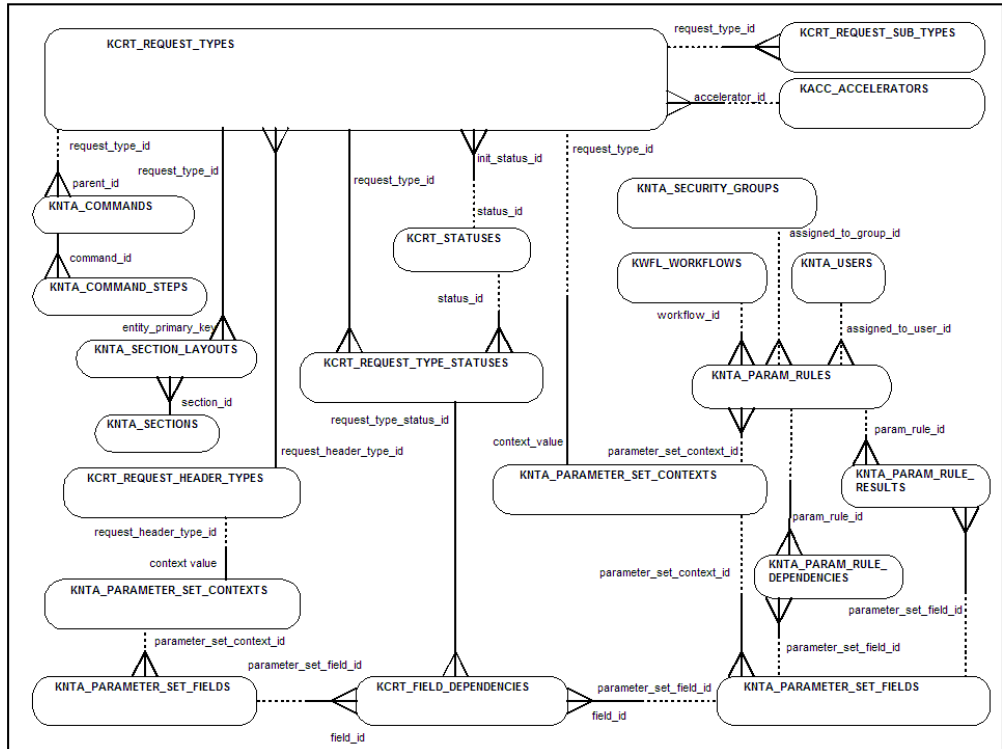 request_type_id
KCRT_REQUEST_TYPES
KCRT_REQUEST_SUB_TYPES
accelerator_id
KACC_ACCELERATORS
request_type_id
request_type_id
parent_id
KNTA_COMMANDS
command_id
KNTA_COMMAND_STEPS
request_type_id
init_status_id
request_type_id
status_id
KCRT_STATUSES
status_id
KNTA_SECURITY_GROUPS
assigned_to_group_id
KWFL_WORKFLOWS
KNTA_USERS
workflow_id
assigned_to_user_id
entity_primary_key
KNTA_SECTION_LAYOUTS
section_id
KNTA_SECTIONS
KCRT_REQUEST_TYPE_STATUSES
request_type_status_id
KNTA_PARAM_RULES
param_rule_id
request_header_type_id
context_value
parameter_set_context_id
KCRT_REQUEST_HEADER_TYPES
KNTA_PARAMETER_SET_CONTEXTS
KNTA_PARAM_RULE_
RESULTS
request_header_type_id
context value
param_rule_id
KNTA_PARAM_RULE_
DEPENDENCIES
parameter_set_context_id
KNTA_PARAMETER_SET_CONTEXTS
parameter_set_field_id
parameter_set_context_id
parameter_set_field_id
parameter_set_field_id
KNTA_PARAMETER_SET_FIELDS
KCRT_FIELD_DEPENDENCIES
parameter_set_field_id
KNTA_PARAMETER_SET_FIELDS
field_id
field_id